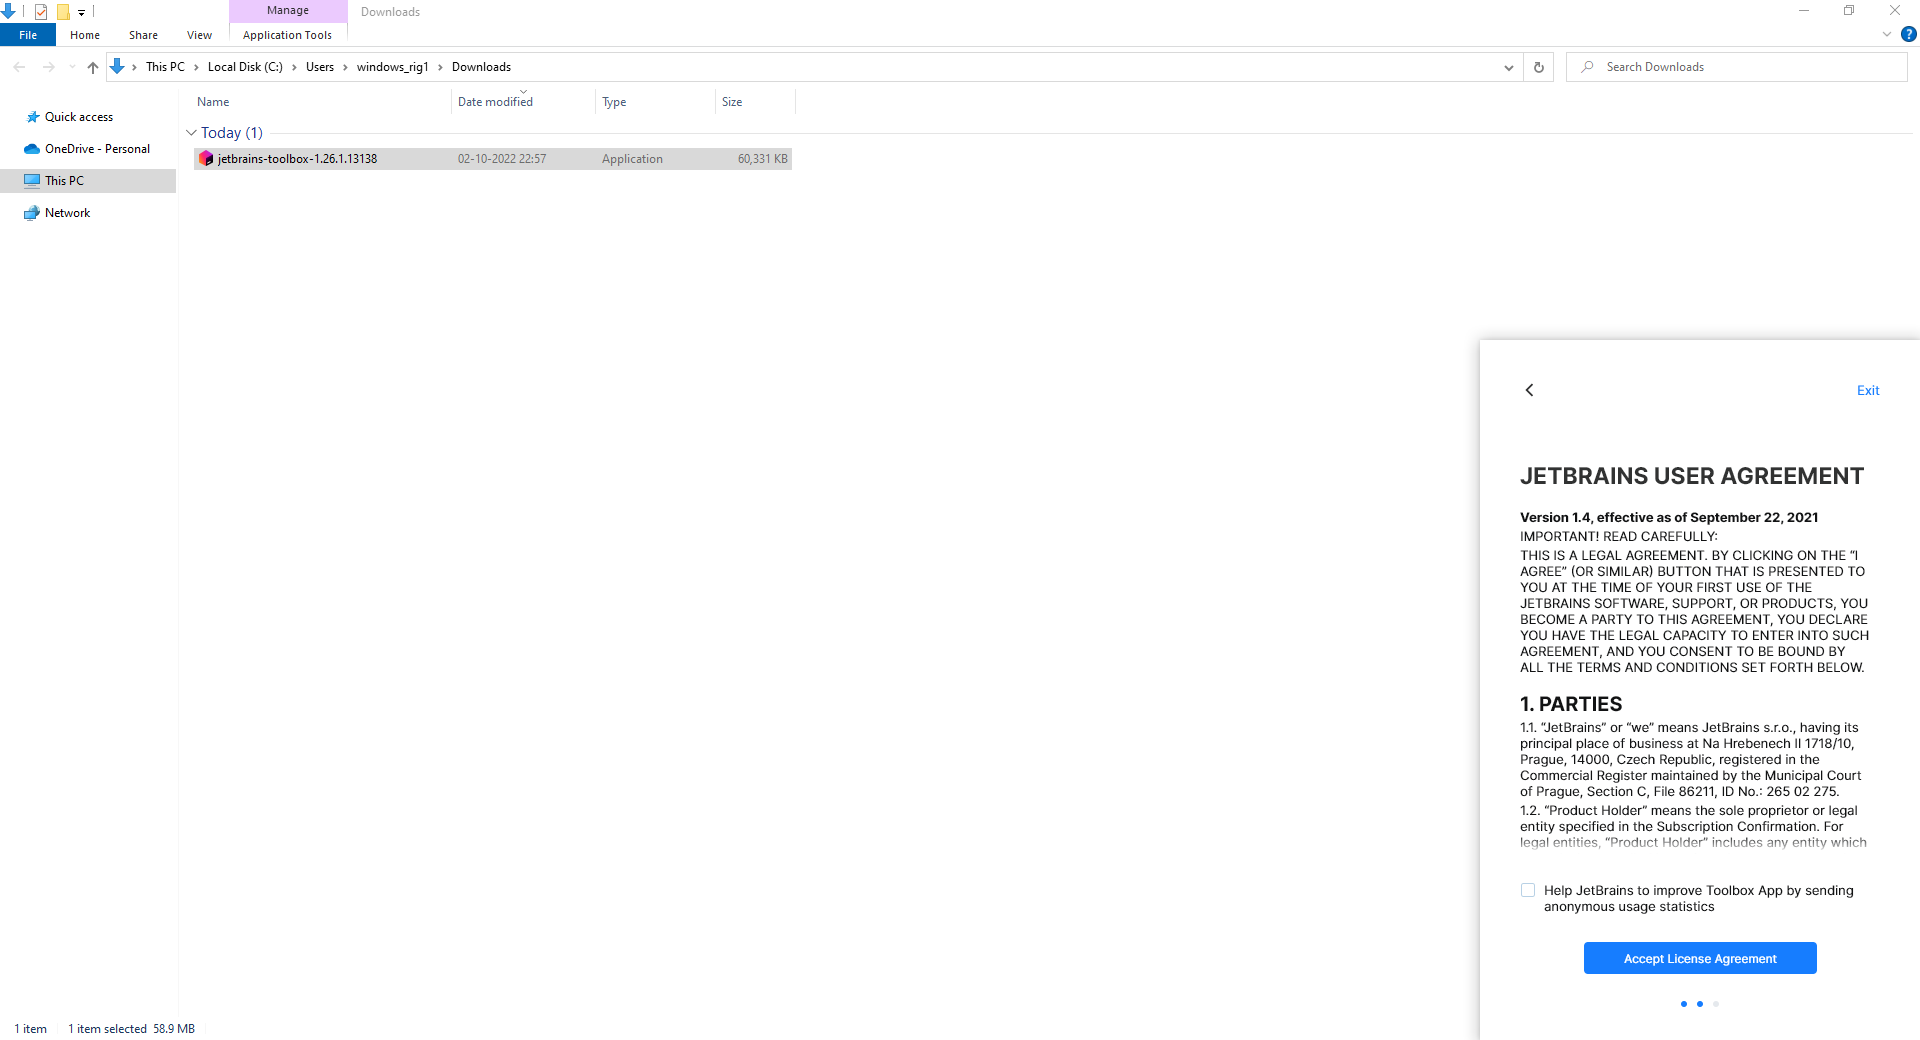 Manage
Downloads
File
Home
Share
View
Application Tools
This PC
Local Disk (C:)
Users
windows_rig1
Downloads
Search Downloads
Name
Date modified
Type
Size
Quick access
OneDrive - Personal
This PC
Network
Today (1)
jetbrains-toolbox-1.26.1.13138
02-10-2022 22:57
Application
60,331 KB
Exit
JETBRAINS USER AGREEMENT
Version 1.4, effective as of September 22, 2021
IMPORTANT! READ CAREFULLY:
THIS IS A LEGAL AGREEMENT. BY CLICKING ON THE “I
AGREE” (OR SIMILAR) BUTTON THAT IS PRESENTED TO
YOU AT THE TIME OF YOUR FIRST USE OF THE
JETBRAINS SOFTWARE, SUPPORT, OR PRODUCTS, YOU
BECOME A PARTY TO THIS AGREEMENT, YOU DECLARE
YOU HAVE THE LEGAL CAPACITY TO ENTER INTO SUCH
AGREEMENT, AND YOU CONSENT TO BE BOUND BY
ALL THE TERMS AND CONDITIONS SET FORTH BELOW.
1. PARTIES
1.1. “JetBrains” or “we” means JetBrains s.r.o., having its
principal place of business at Na Hrebenech II 1718/10,
Prague, 14000, Czech Republic, registered in the
Commercial Register maintained by the Municipal Court
of Prague, Section C, File 86211, ID No.: 265 02 275.
1.2. “Product Holder” means the sole proprietor or legal
entity specified in the Subscription Confirmation. For
legal entities, “Product Holder” includes any entity which
Help JetBrains to improve Toolbox App by sending
anonymous usage statistics
Accept License Agreement
1 item
1 item selected 58.9 MB